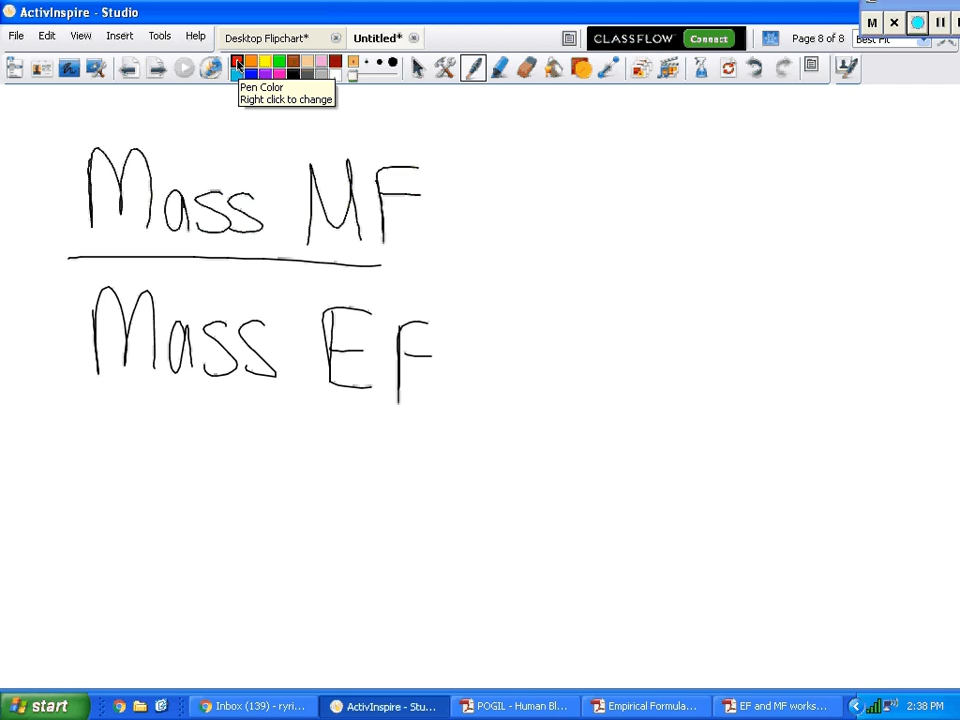 ActivInspire - Studio
M
File Edit View Insert Tools Help
Desktop Flipchart*
Untitled*
CLASSFLOW Connect
Page 8 of 8
Best Fit
Pen Color
Right click to change
Mass MF
Mass EF
start
Inbox (139) - ryri...
ActivInspire - Stu...
POGIL - Human Bl...
Empirical Formula...
EF and MF works...
2:38 PM